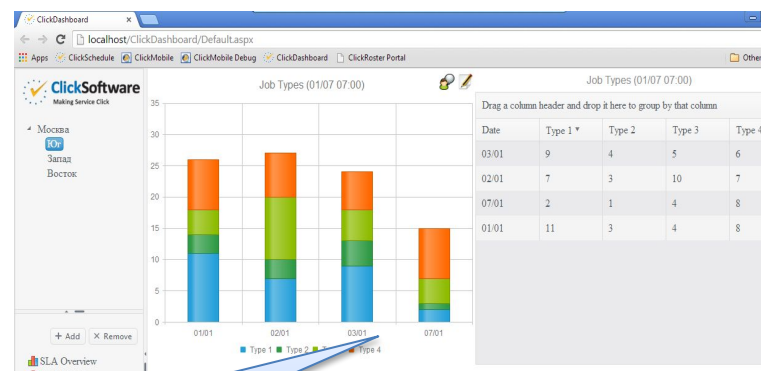 ClickDashboard
localhost/ClickDashboard/Default.aspx
Apps ClickSchedule ClickMobile ClickMobile Debug ClickDashboard ClickRoster Portal Other
ClickSoftware
Making Service Click
Москва
Юг
Запад
Восток
+ Add × Remove
SLA Overview
Job Types (01/07 07:00)
35
30
25
20
15
10
5
0
01/01 02/01 03/01 07/01
Type 1 Type 2 Type 4
Job Types (01/07 07:00)
Drag a column header and drop it here to group by that column
Date Type 1 Type 2 Type 3 Type 4
03/01 9 4 5 6
02/01 7 3 10 7
07/01 2 1 4 8
01/01 11 3 4 8